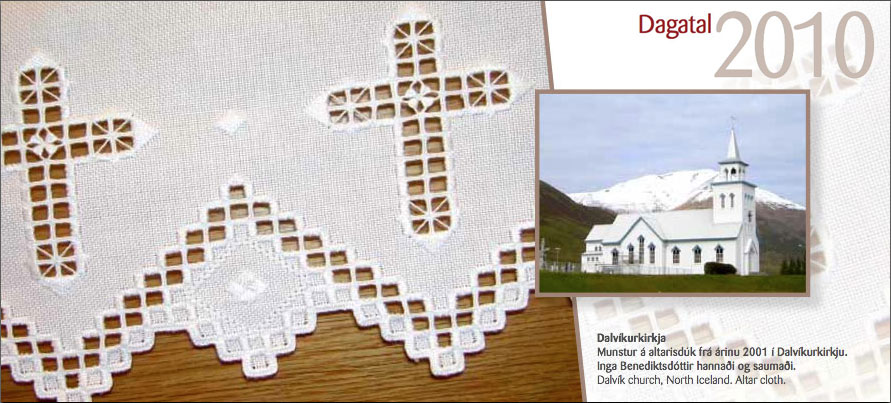 Dagatal 2010
Dalvíkurkirkja
Munstur á altarisdúk frá árinu 2001 í Dalvíkurkirkju.
Inga Benediktsdóttir hannaði og saumaði.
Dalvík church, North Iceland. Altar cloth.